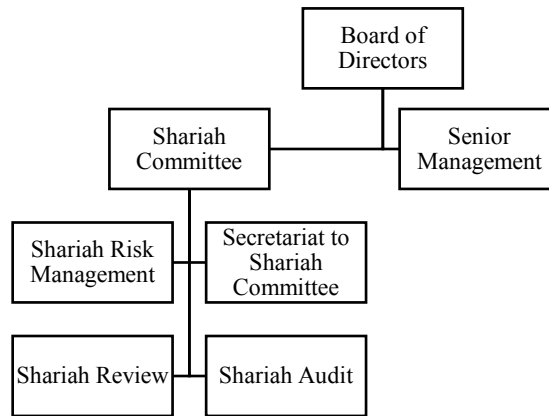 Board of
Directors
Shariah
Committee
Senior
Management
Shariah Risk
Management
Secretariat to
Shariah
Committee
Shariah Review
Shariah Audit